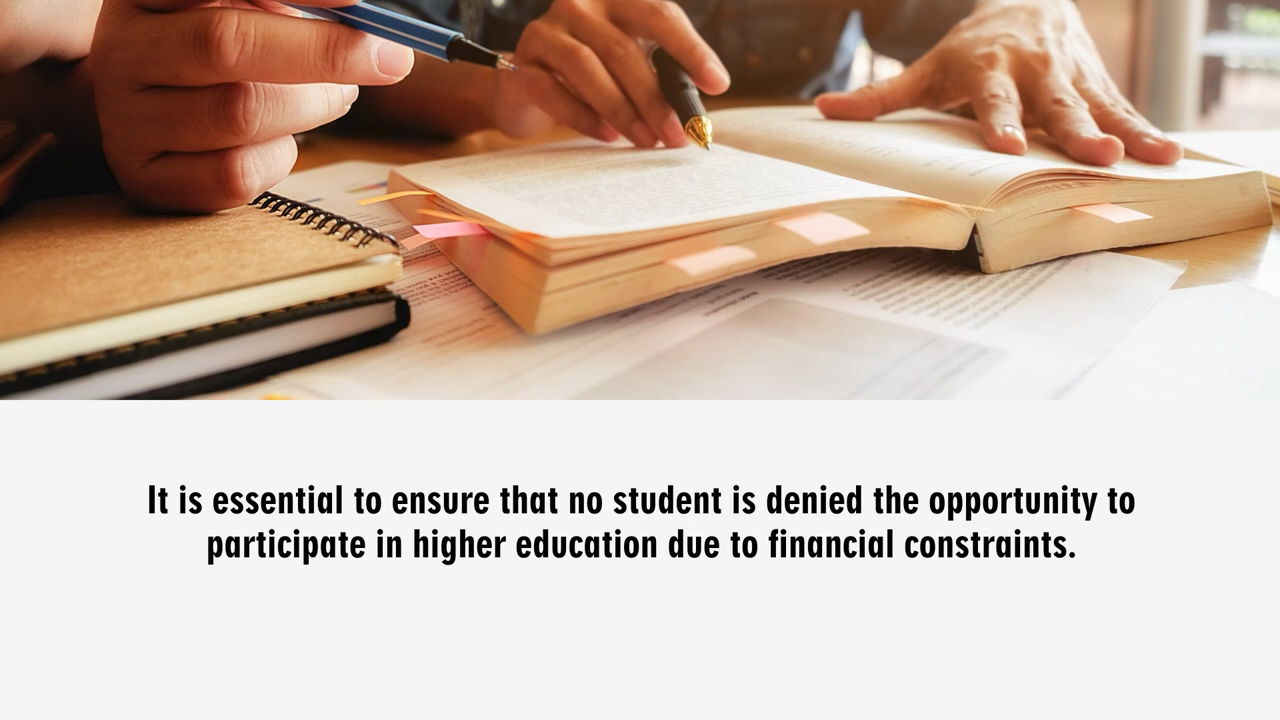 It is essential to ensure that no student is denied the opportunity to
participate in higher education due to financial constraints.